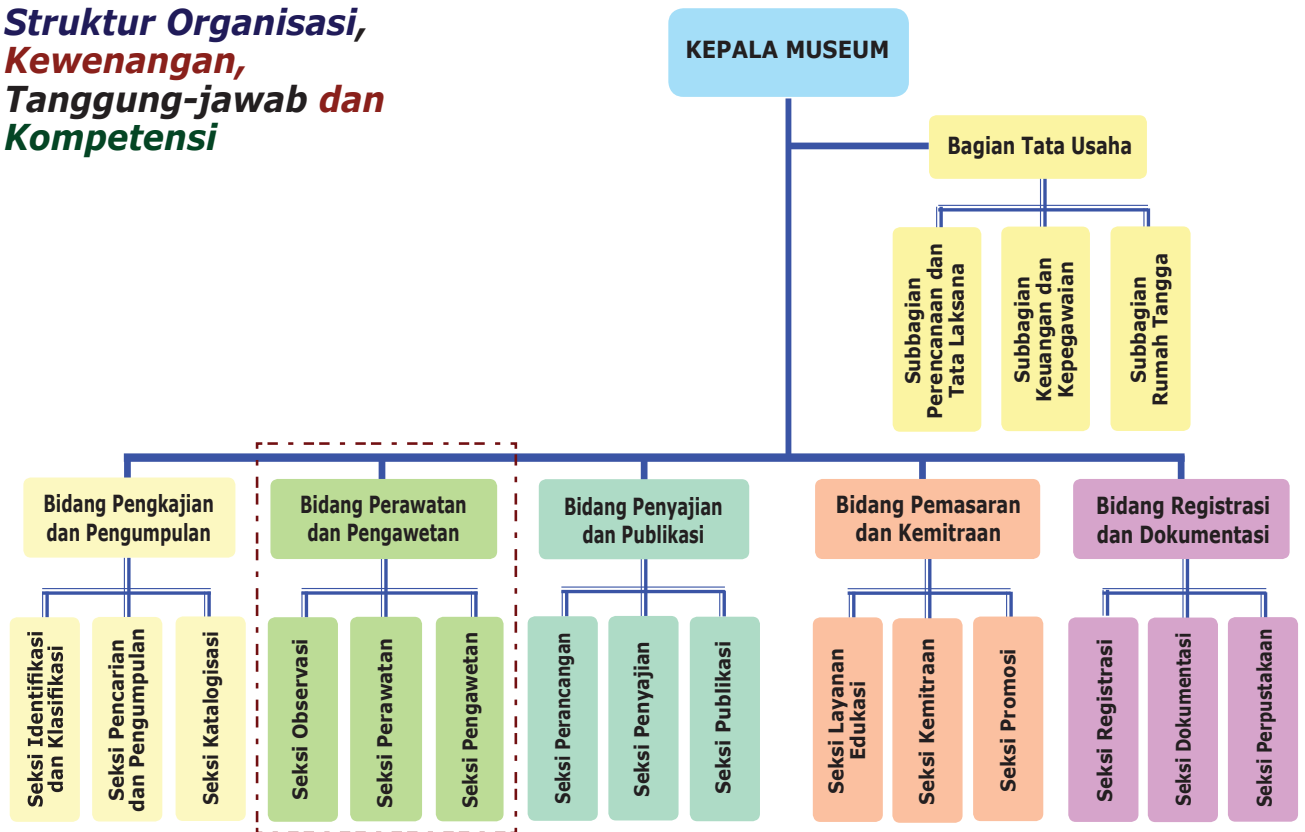 Struktur Organisasi,
Kewenangan,
Tanggung-jawab dan
Kompetensi
KEPALA MUSEUM
Bagian Tata Usaha
Subbagian
Perencanaan dan
Tata Laksana
Subbagian
Keuangan dan
Kepegawaian
Subbagian
Rumah Tangga
Bidang Pengkajian
dan Pengumpulan
Bidang Perawatan
dan Pengawetan
Bidang Penyajian
dan Publikasi
Bidang Pemasaran
dan Kemitraan
Bidang Registrasi
dan Dokumentasi
Seksi Identifikasi
dan Klasifikasi
Seksi Pencarian
dan Pengumpulan
Seksi Katalogisasi
Seksi Observasi
Seksi Perawatan
Seksi Pengawetan
Seksi Perancangan
Seksi Penyajian
Seksi Publikasi
Seksi Layanan
Edukasi
Seksi Kemitraan
Seksi Promosi
Seksi Registrasi
Seksi Dokumentasi
Seksi Perpustakaan